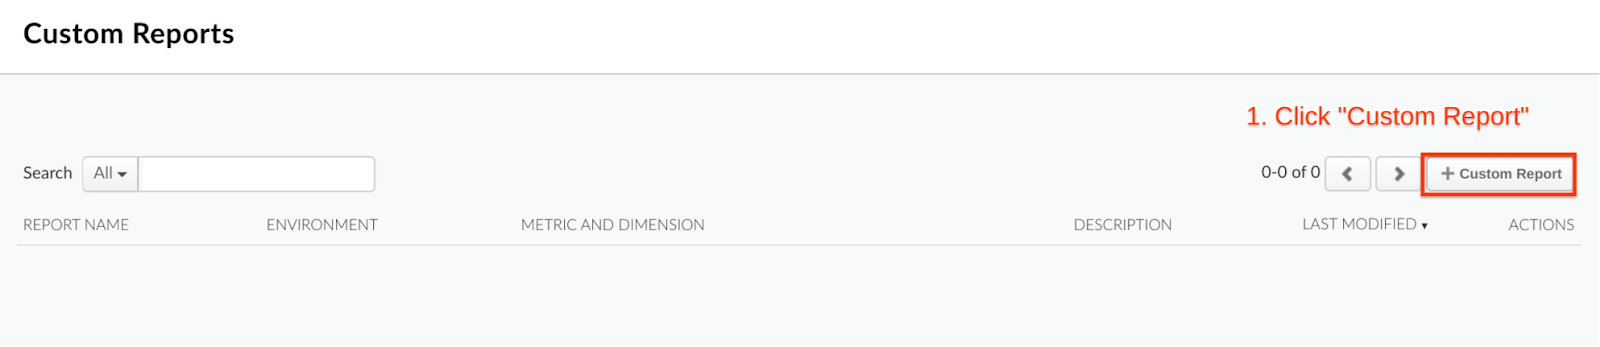 Custom Reports
1. Click "Custom Report"
Search All 0-0 of 0 + Custom Report
REPORT NAME ENVIRONMENT METRIC AND DIMENSION DESCRIPTION LAST MODIFIED ACTIONS